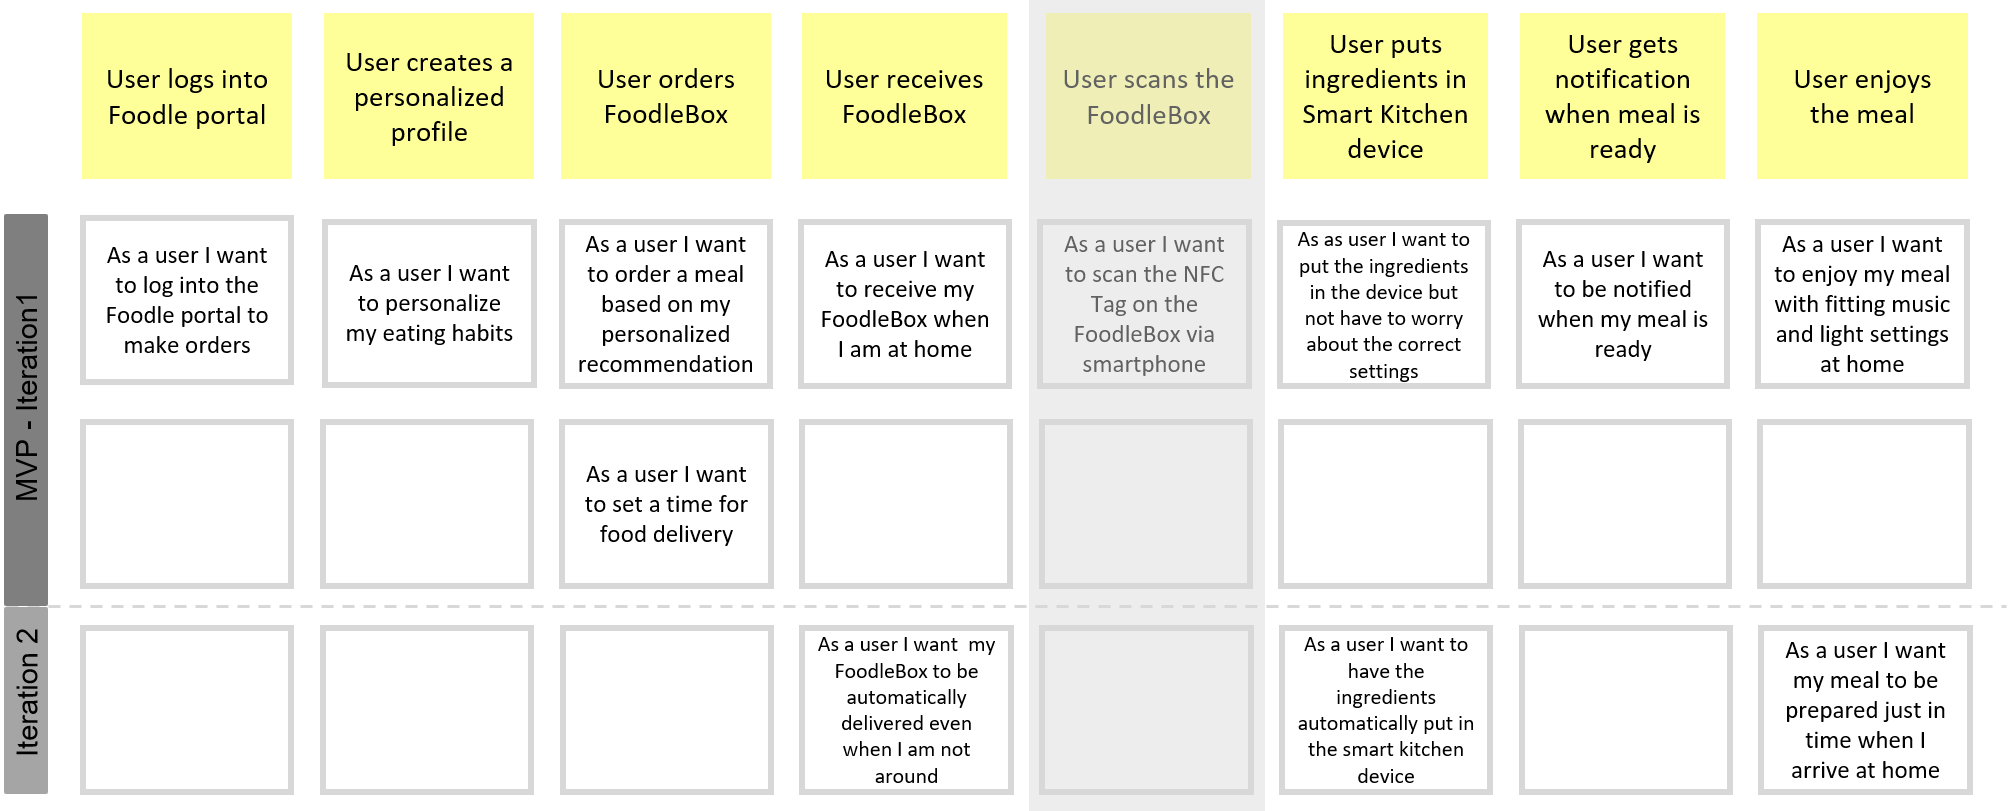 User logs into
Foodle portal
User creates a
personalized
profile
User orders
FoodleBox
User receives
FoodleBox
User scans the
FoodleBox
User puts
ingredients in
Smart Kitchen
device
User gets
notification
when meal is
ready
User enjoys
the meal
MVP - Iteration1
As a user I want
to log into the
Foodle portal to
make orders
As a user I want
to personalize
my eating habits
As a user I want
to order a meal
based on my
personalized
recommendation
As a user I want
to receive my
FoodleBox when
I am at home
As a user I want
to scan the NFC
Tag on the
FoodleBox via
smartphone
As as user I want to
put the ingredients
in the device but
not have to worry
about the correct
settings
As a user I want
to be notified
when my meal is
ready
As a user I want
to enjoy my meal
with fitting music
and light settings
at home
As a user I want
to set a time for
food delivery
Iteration 2
As a user I want  my
FoodleBox to be
automatically
delivered even
when I am not
around
As a user I want to
have the
ingredients
automatically put in
the smart kitchen
device
As a user I want
my meal to be
prepared just in
time when I
arrive at home